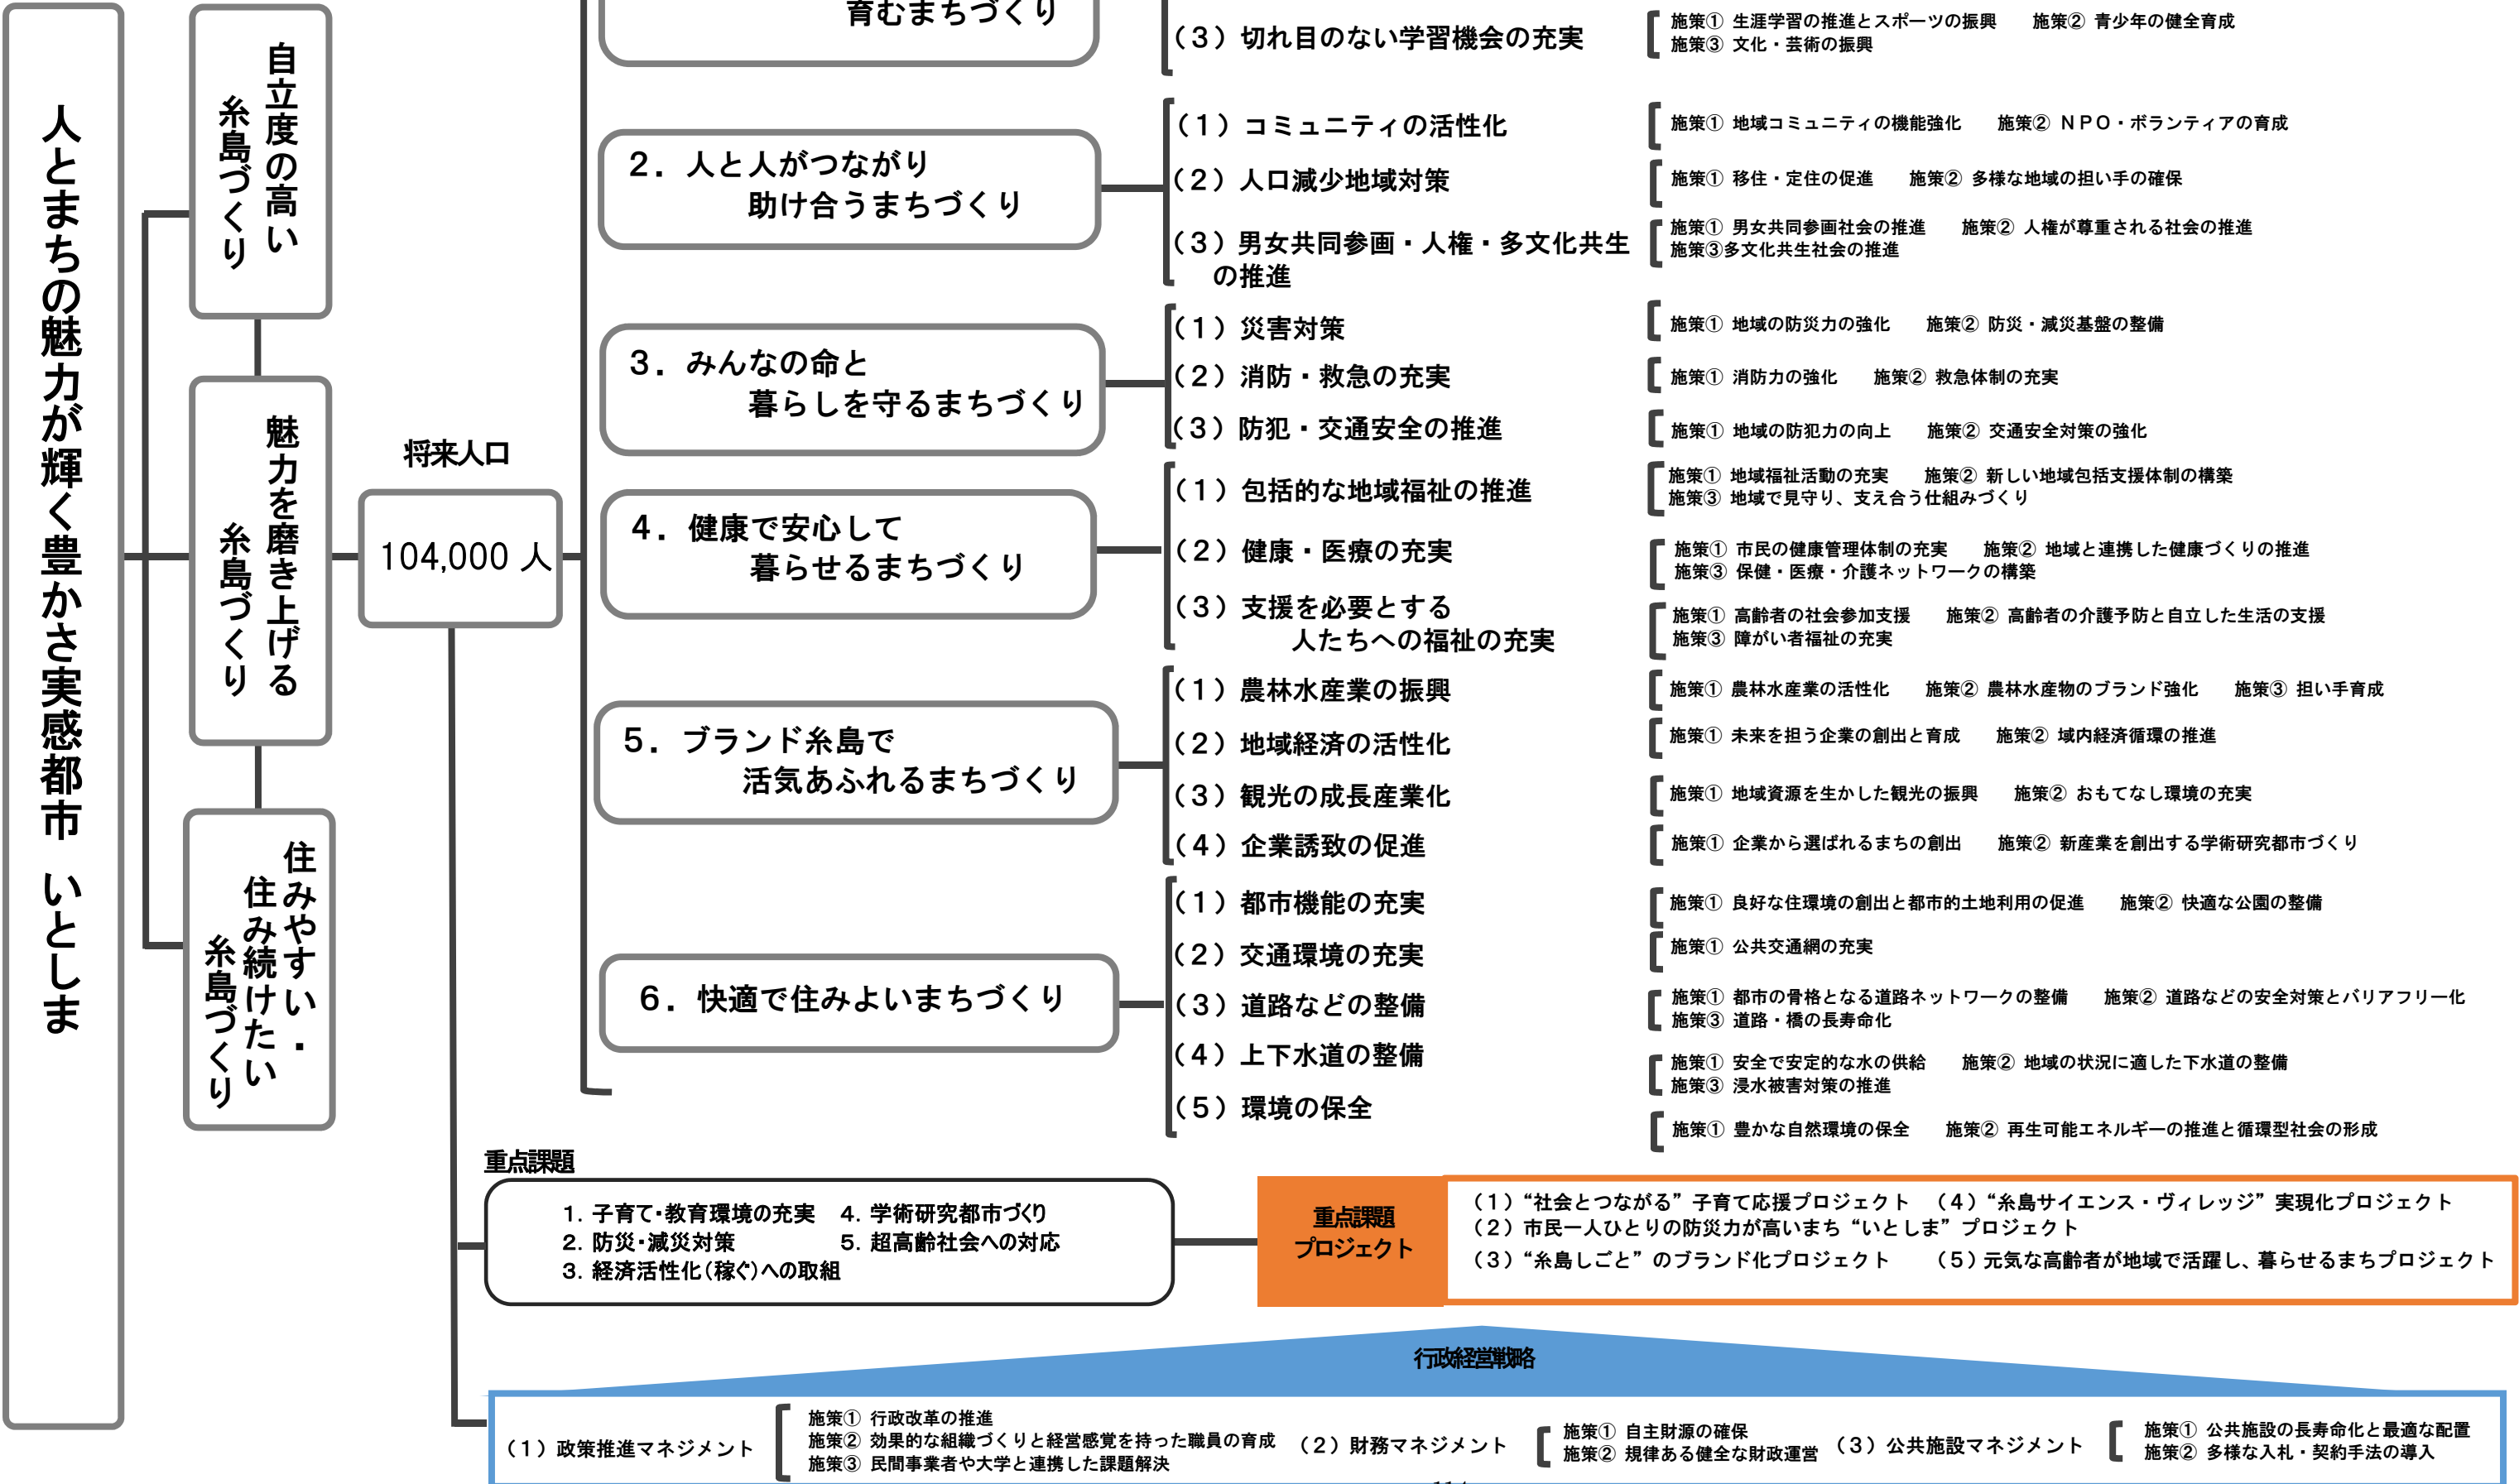 人とまちの魅力が輝く豊かさ実感都市 いとしま
自立度の高い
糸島づくり
魅力を磨き上げる
糸島づくり
住みやすい・
住み続けたい
糸島づくり
将来人口
104,000 人
育むまちづくり
(3)切れ目のない学習機会の充実
施策① 生涯学習の推進とスポーツの振興 施策② 青少年の健全育成
施策③ 文化・芸術の振興
2.人と人がつながり
助け合うまちづくり
(1)コミュニティの活性化
施策① 地域コミュニティの機能強化 施策② NPO・ボランティアの育成
(2)人口減少地域対策
施策① 移住・定住の促進 施策② 多様な地域の担い手の確保
(3)男女共同参画・人権・多文化共生
の推進
施策① 男女共同参画社会の推進 施策② 人権が尊重される社会の推進
施策③多文化共生社会の推進
3.みんなの命と
暮らしを守るまちづくり
(1)災害対策
施策① 地域の防災力の強化 施策② 防災・減災基盤の整備
(2)消防・救急の充実
施策① 消防力の強化 施策② 救急体制の充実
(3)防犯・交通安全の推進
施策① 地域の防犯力の向上 施策② 交通安全対策の強化
4.健康で安心して
暮らせるまちづくり
(1)包括的な地域福祉の推進
施策① 地域福祉活動の充実 施策② 新しい地域包括支援体制の構築
施策③ 地域で見守り、支え合う仕組みづくり
(2)健康・医療の充実
施策① 市民の健康管理体制の充実 施策② 地域と連携した健康づくりの推進
施策③ 保健・医療・介護ネットワークの構築
(3)支援を必要とする
人たちへの福祉の充実
施策① 高齢者の社会参加支援 施策② 高齢者の介護予防と自立した生活の支援
施策③ 障がい者福祉の充実
5.ブランド糸島で
活気あふれるまちづくり
(1)農林水産業の振興
施策① 農林水産業の活性化 施策② 農林水産物のブランド強化 施策③ 担い手育成
(2)地域経済の活性化
施策① 未来を担う企業の創出と育成 施策② 域内経済循環の推進
(3)観光の成長産業化
施策① 地域資源を生かした観光の振興 施策② おもてなし環境の充実
(4)企業誘致の促進
施策① 企業から選ばれるまちの創出 施策② 新産業を創出する学術研究都市づくり
6.快適で住みよいまちづくり
(1)都市機能の充実
施策① 良好な住環境の創出と都市的土地利用の促進 施策② 快適な公園の整備
(2)交通環境の充実
施策① 公共交通網の充実
(3)道路などの整備
施策① 都市の骨格となる道路ネットワークの整備 施策② 道路などの安全対策とバリアフリー化
施策③ 道路・橋の長寿命化
(4)上下水道の整備
施策① 安全で安定的な水の供給 施策② 地域の状況に適した下水道の整備
施策③ 浸水被害対策の推進
(5)環境の保全
施策① 豊かな自然環境の保全 施策② 再生可能エネルギーの推進と循環型社会の形成
重点課題
1. 子育て・教育環境の充実 4. 学術研究都市づくり
2. 防災・減災対策 5. 超高齢社会への対応
3. 経済活性化(稼ぐ)への取組
重点課題
プロジェクト
(1)“社会とつながる”子育て応援プロジェクト (4)“糸島サイエンス・ヴィレッジ”実現化プロジェクト
(2)市民一人ひとりの防災力が高いまち“いとしま”プロジェクト
(3)“糸島しごと”のブランド化プロジェクト (5)元気な高齢者が地域で活躍し、暮らせるまちプロジェクト
行政経営戦略
(1)政策推進マネジメント
施策① 行政改革の推進
施策② 効果的な組織づくりと経営感覚を持った職員の育成
施策③ 民間事業者や大学と連携した課題解決
(2)財務マネジメント
施策① 自主財源の確保
施策② 規律ある健全な財政運営
(3)公共施設マネジメント
施策① 公共施設の長寿命化と最適な配置
施策② 多様な入札・契約手法の導入